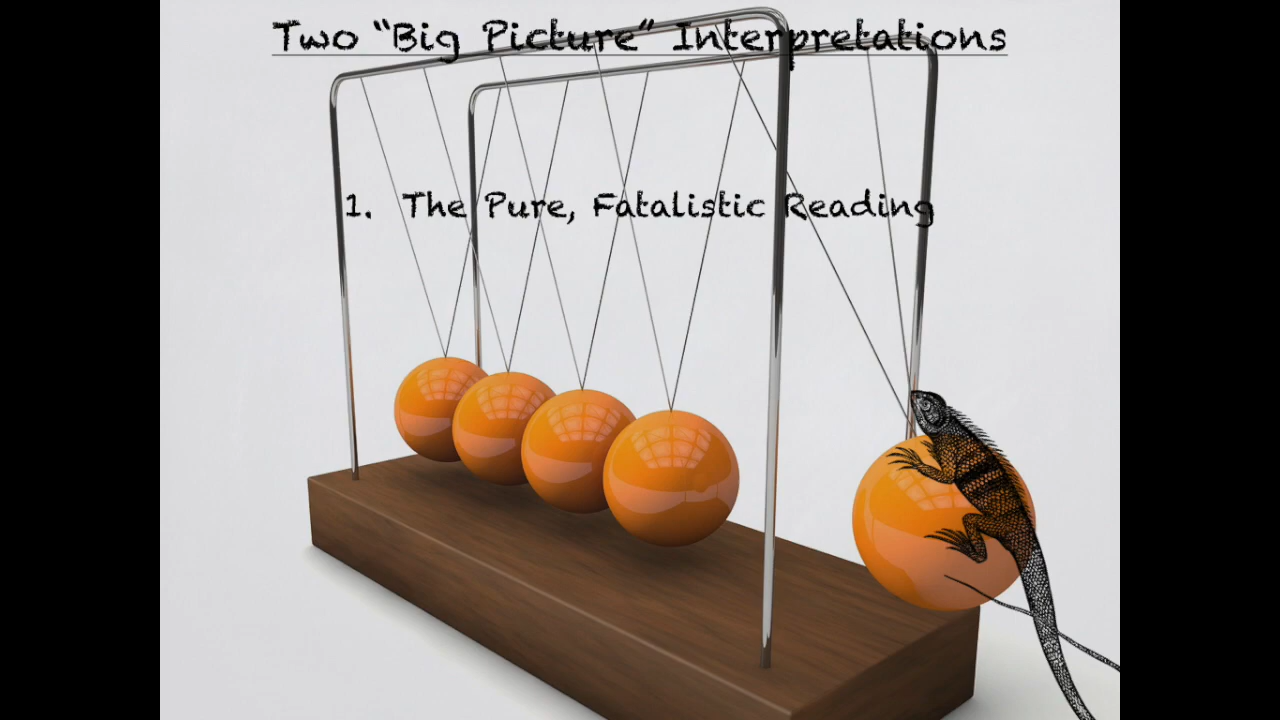 Two “Big Picture” Interpretations
1. The Pure, Fatalistic Reading